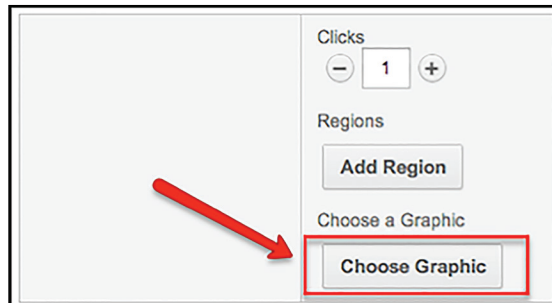 Clicks
− 1 +
Regions
Add Region
Choose a Graphic
Choose Graphic